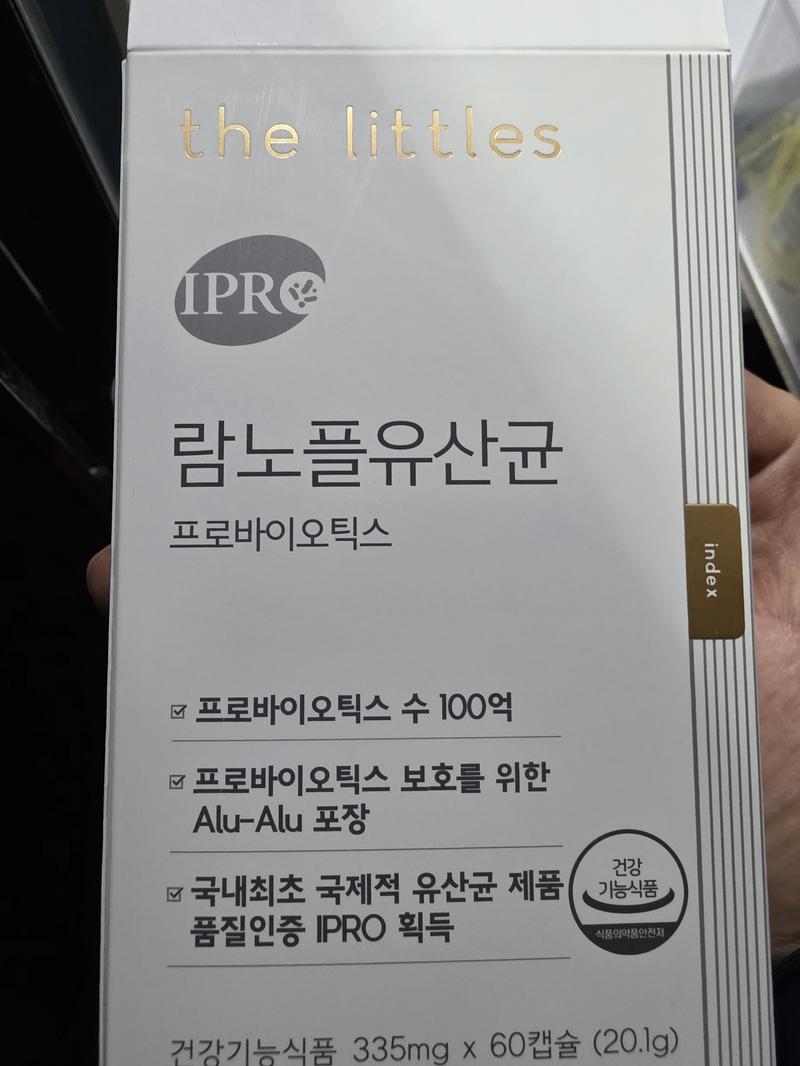 the littles
IPRO
람노플유산균
프로바이오틱스
index
프로바이오틱스 수 100억
프로바이오틱스 보호를 위한
Alu-Alu 포장
국내최초 국제적 유산균 제품
품질인증 IPRO 획득
건강
기능식품
식품의약품안전처
건강기능식품 335mg x 60캡슐 (20.1g)